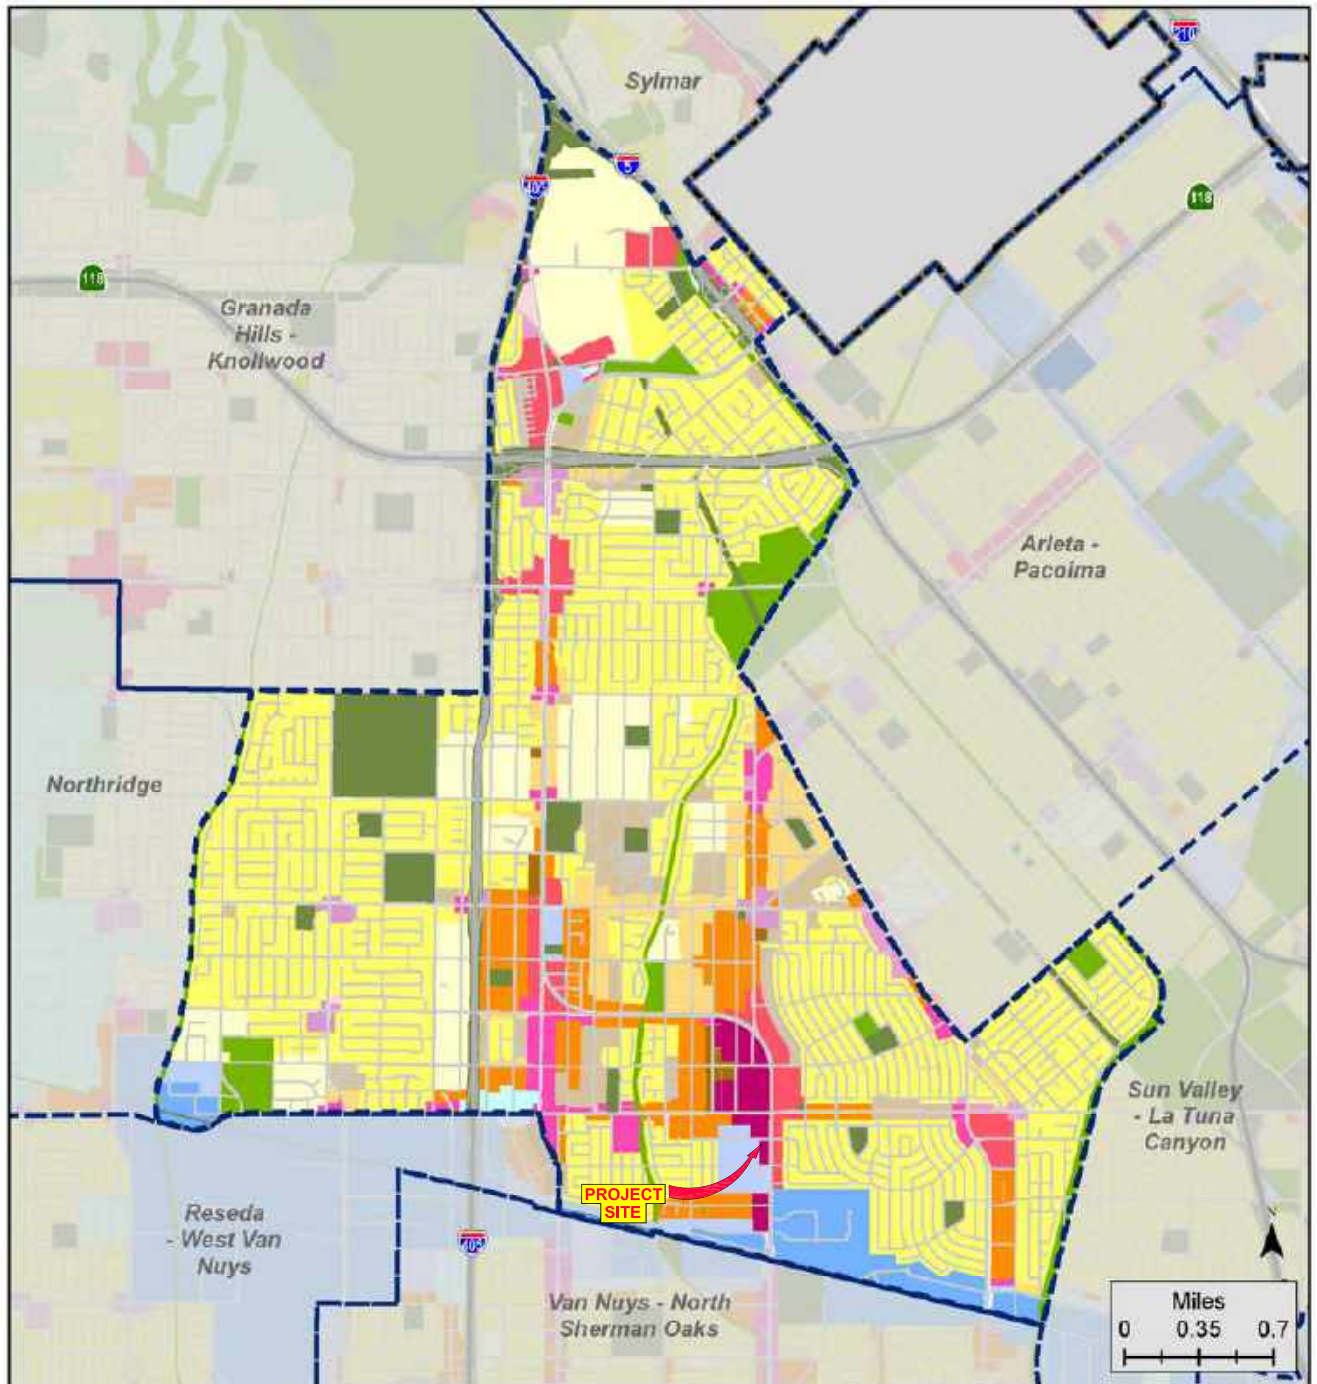 210
Sylmar
5
405
118
118
Granada
Hills -
Knollwood
Arleta -
Pacoima
Northridge
Sun Valley
- La Tuna
Canyon
PROJECT
SITE
Reseda
- West Van
Nuys
405
N
Van Nuys - North
Sherman Oaks
Miles
0 0.35 0.7